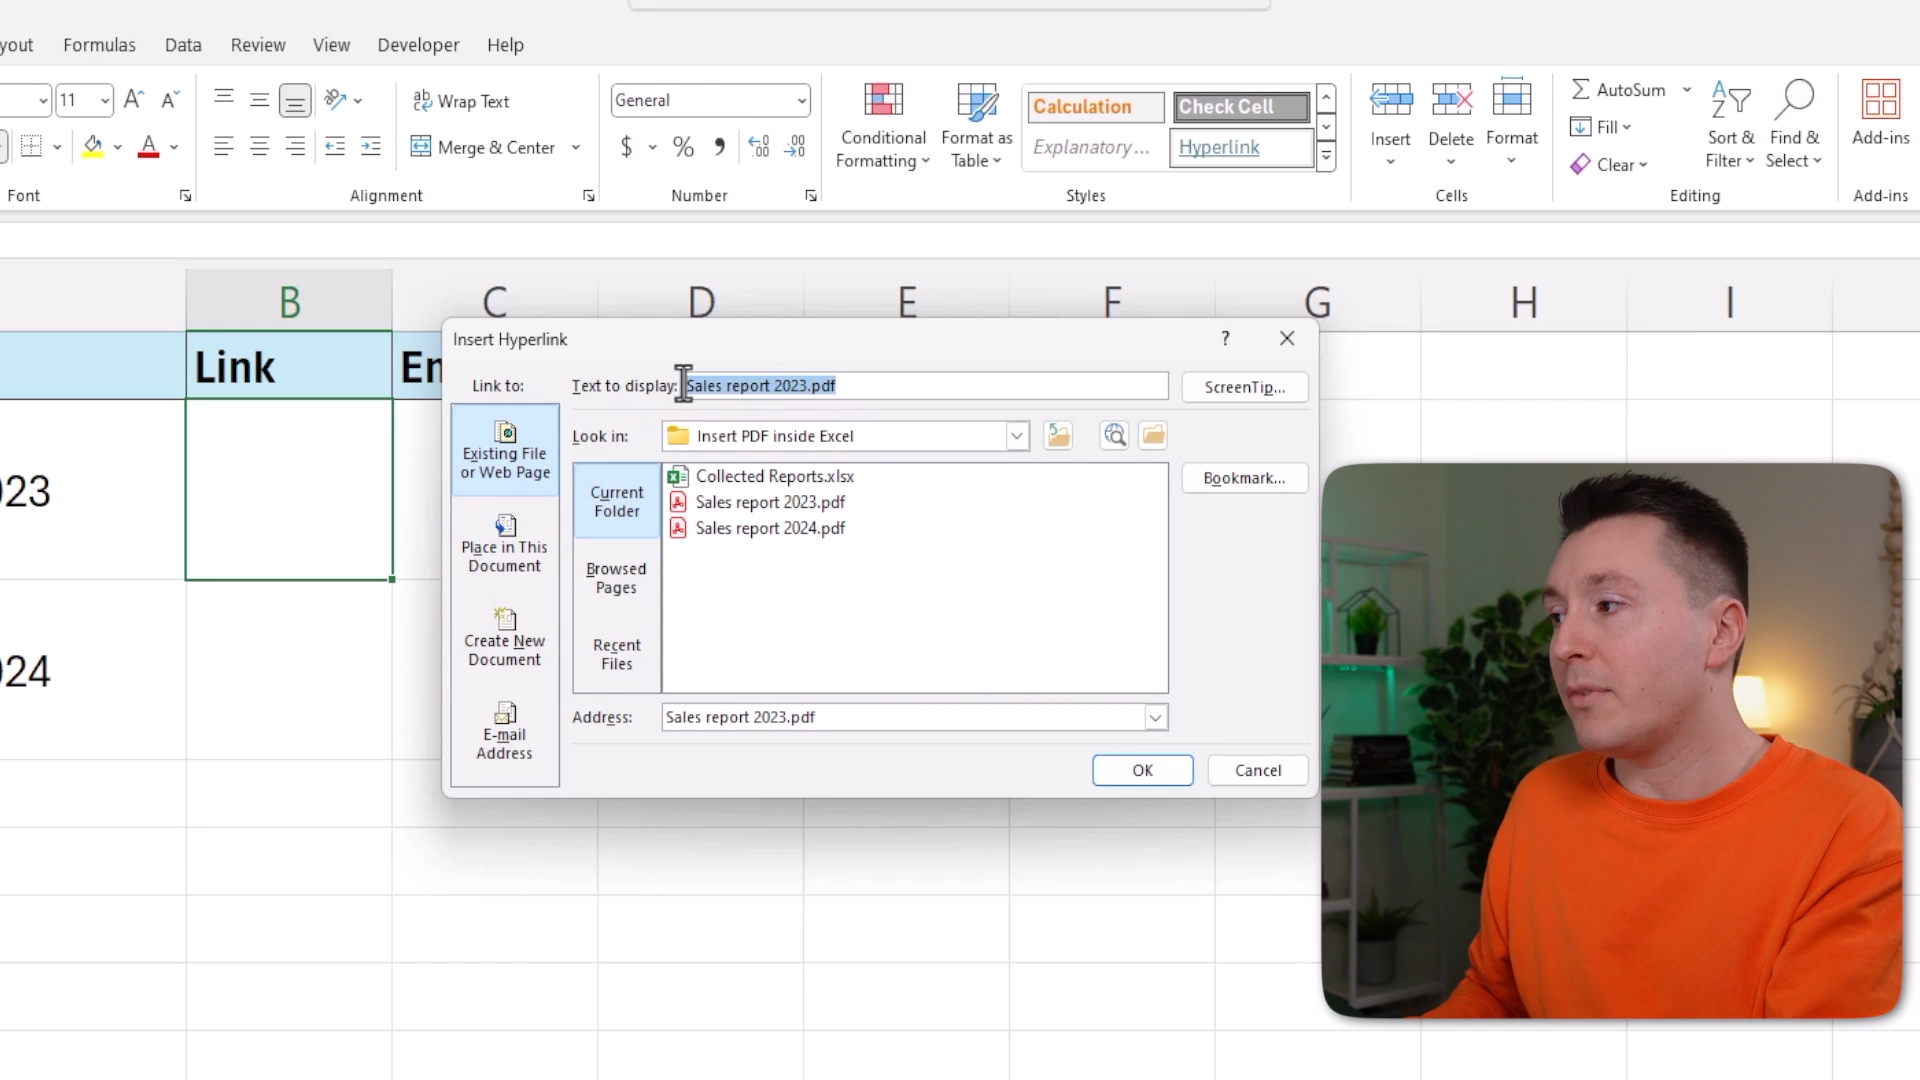 yout Formulas Data Review View Developer Help
11 A^ A˅ ab Wrap Text General Calculation Check Cell AutoSum
Conditional Formatting Format as Table Insert Delete Format Sort & Filter Find & Select Add-ins
Merge & Center $ % , Explanatory ... Hyperlink Fill
Clear
Font Alignment Number Styles Cells Editing Add-ins
B C D E F G H I
Link En
023
024
Insert Hyperlink ?
Link to: Text to display: Sales report 2023.pdf ScreenTip...
Existing File
or Web Page
Place in This
Document
Create New
Document
E-mail
Address
Look in: Insert PDF inside Excel
Current
Folder
Browsed
Pages
Recent
Files
Collected Reports.xlsx
Sales report 2023.pdf
Sales report 2024.pdf
Bookmark...
Address: Sales report 2023.pdf
OK Cancel